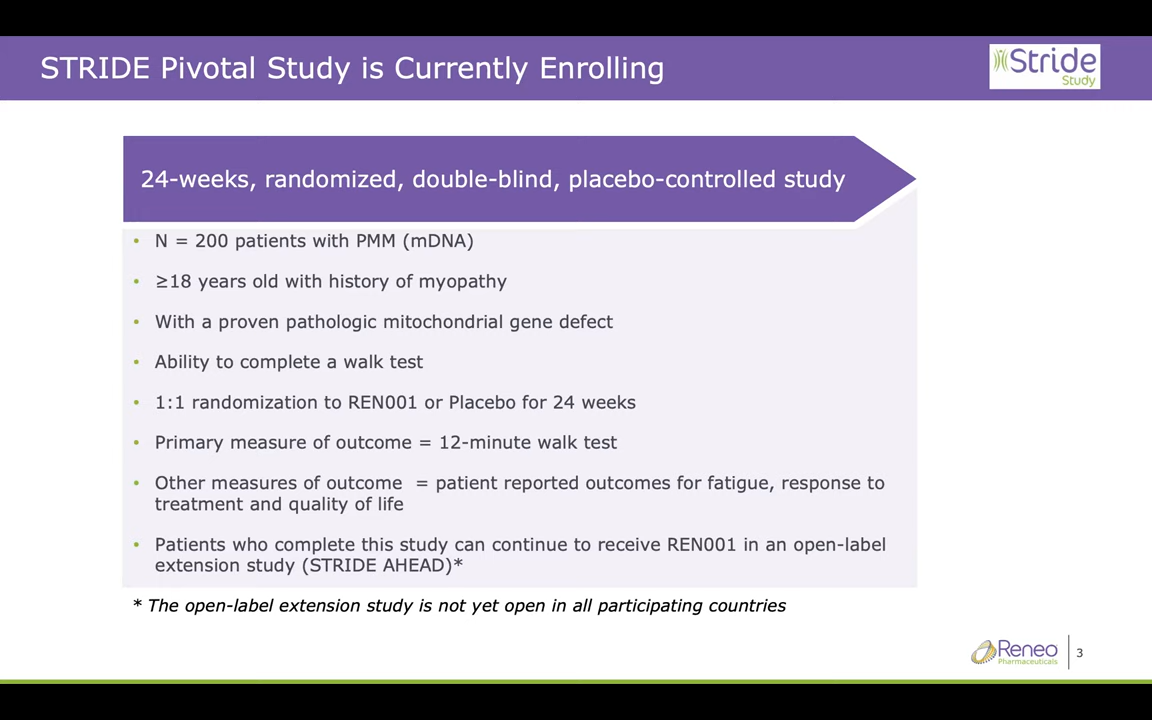 STRIDE Pivotal Study is Currently Enrolling
Stride
Study
24-weeks, randomized, double-blind, placebo-controlled study
• N = 200 patients with PMM (mDNA)
• ≥18 years old with history of myopathy
• With a proven pathologic mitochondrial gene defect
• Ability to complete a walk test
• 1:1 randomization to REN001 or Placebo for 24 weeks
• Primary measure of outcome = 12-minute walk test
• Other measures of outcome  = patient reported outcomes for fatigue, response to
treatment and quality of life
• Patients who complete this study can continue to receive REN001 in an open-label
extension study (STRIDE AHEAD)*
* The open-label extension study is not yet open in all participating countries
Reneo
Pharmaceuticals
3